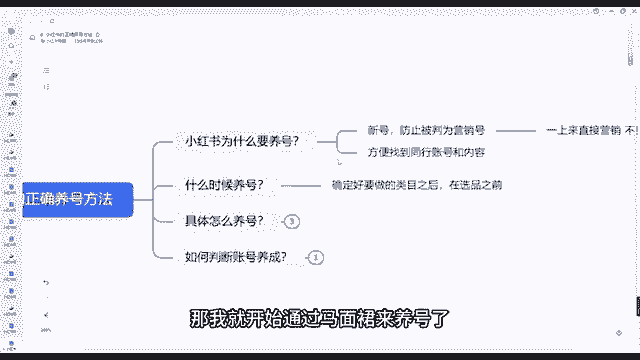 新号，防止被判为营销号
一上来直接营销 不!
小红书为什么要养号?
方便找到同行账号和内容
正确养号方法
什么时候养号?
确定好要做的类目之后，在选品之前
具体怎么养号?
3
如何判断账号养成?
1
那我就开始通过马面裙来养号了